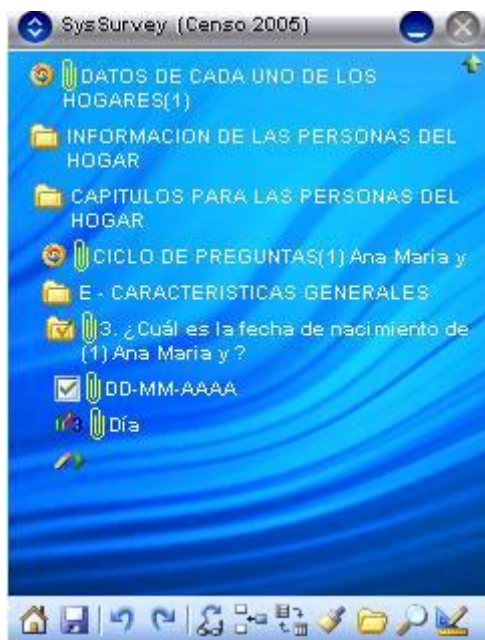 SysSurvey (Censo 2005)
DATOS DE CADA UNO DE LOS
HOGARES(1)
INFORMACION DE LAS PERSONAS DEL
HOGAR
CAPITULOS PARA LAS PERSONAS DEL
HOGAR
CICLO DE PREGUNTAS(1) Ana Maria y
E - CARACTERISTICAS GENERALES
3. ¿Cuál es la fecha de nacimiento de
(1) Ana Maria y ?
DD-MM-AAAA
Día